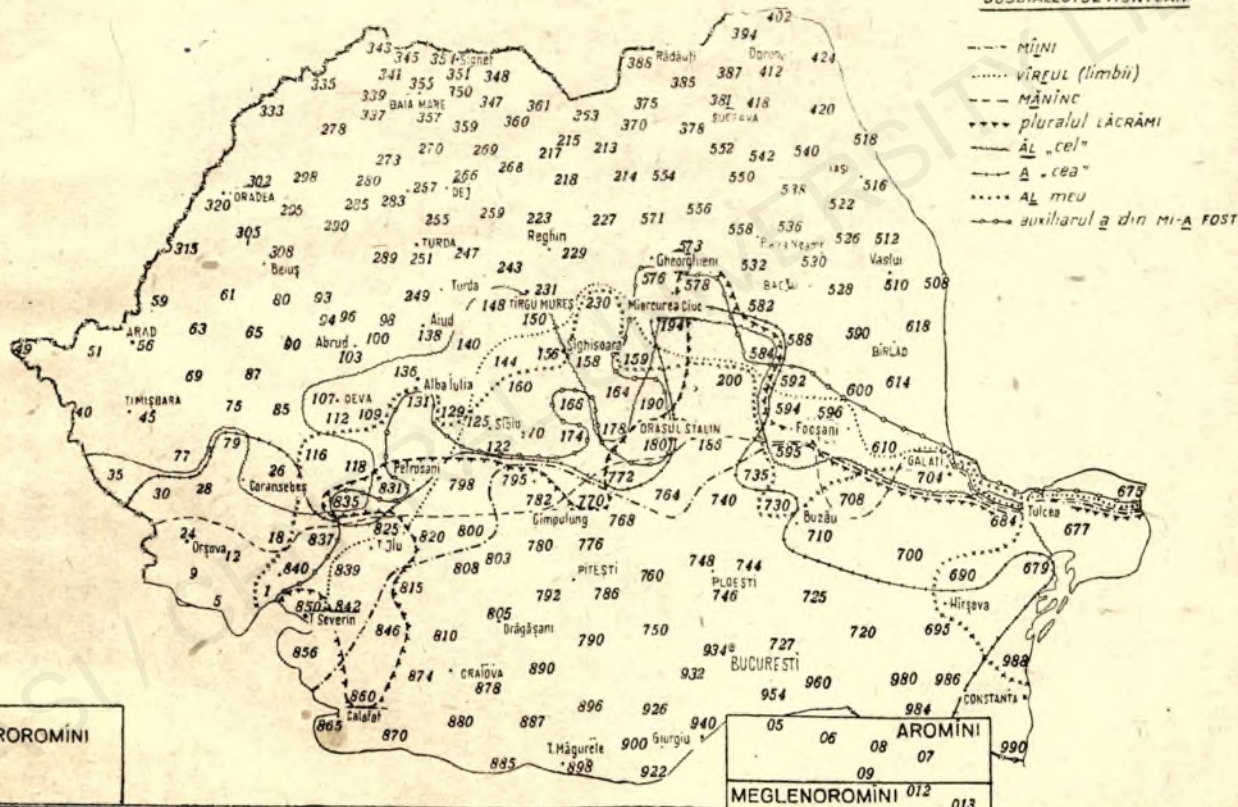 402
394
343 345 354 Sighet 388 Rădăuți Doroh 424
335 341 355 351 348 385 387 412
339 350
333 BAIA MARE 347 361 375 381 418
337 357 353 SUCEAVA 420
278 359 360 370 378
270 269 215 213 552 542 540 518
273 217
302 298 280 257 266 268 218 214 554 550 IAȘI 516
ORADEA DEJ 538
320 295 285 283 259 223 227 571 556 522
305 290 255 Reghin 558 536
TURDA Piatra Neamț 526 512
315 308 289 251 247 229 Gheorghieni 573 532 530 Vaslui
Beiuș 243 576 578
59 61 80 93 249 Turda 231 BACĂU 528 510 508
148 TÎRGU MUREȘ 230 Miercurea Ciuc 582
94 96 98 Aiud 150 194
ARAD 63 65 Abrud 100 138 588 590 618
56 90 103 140 156 Sighișoara 584 BÎRLAD
49 51 144 158 159
69 87 136 Alba Iulia 160 164 200 592 600 614
TIMIȘOARA 107 DEVA 131 166 190
40 45 75 85 112 109 129 125 Sibiu 594 596
170 174 178 ORAȘUL STALIN Focșani
77 79 116 122 180 186 595 610
35 26 118 Petroșani 772 735 GALAȚI
30 28 Caransebeș 831 798 795 764 704 675
835 782 770 740 730 708 684 Tulcea
Cîmpulung 768 Buzău 677
24 18 837 825 820 800 780 776 710
Orșova 12 T. Jiu 803 700
9 840 839 808 PITEȘTI 760 748 744 690 679
5 1 815 792 786 PLOEȘTI
850 842 746 725 Hîrșova
T. Severin 805
846 810 Drăgășani 750 720 695
856 790 727
934 BUCUREȘTI 988
874 CRAIOVA 890 932
860 878 960 980 986
Calafat 896 954 CONSTANȚA
865 880 887 926 984
870 940
T. Măgurele 900 Giurgiu 990
885 898 922
--- MÎINI
VÎRFUL (limbii)
MĂNÎNC
pluralul LĂCRĂMI
ĂL „cel”
A „cea”
AL meu
auxiliarul a din MI-A FOST
ROROMÎNI
AROMÎNI
05 06 08 07
09
MEGLENOROMÎNI 012
013